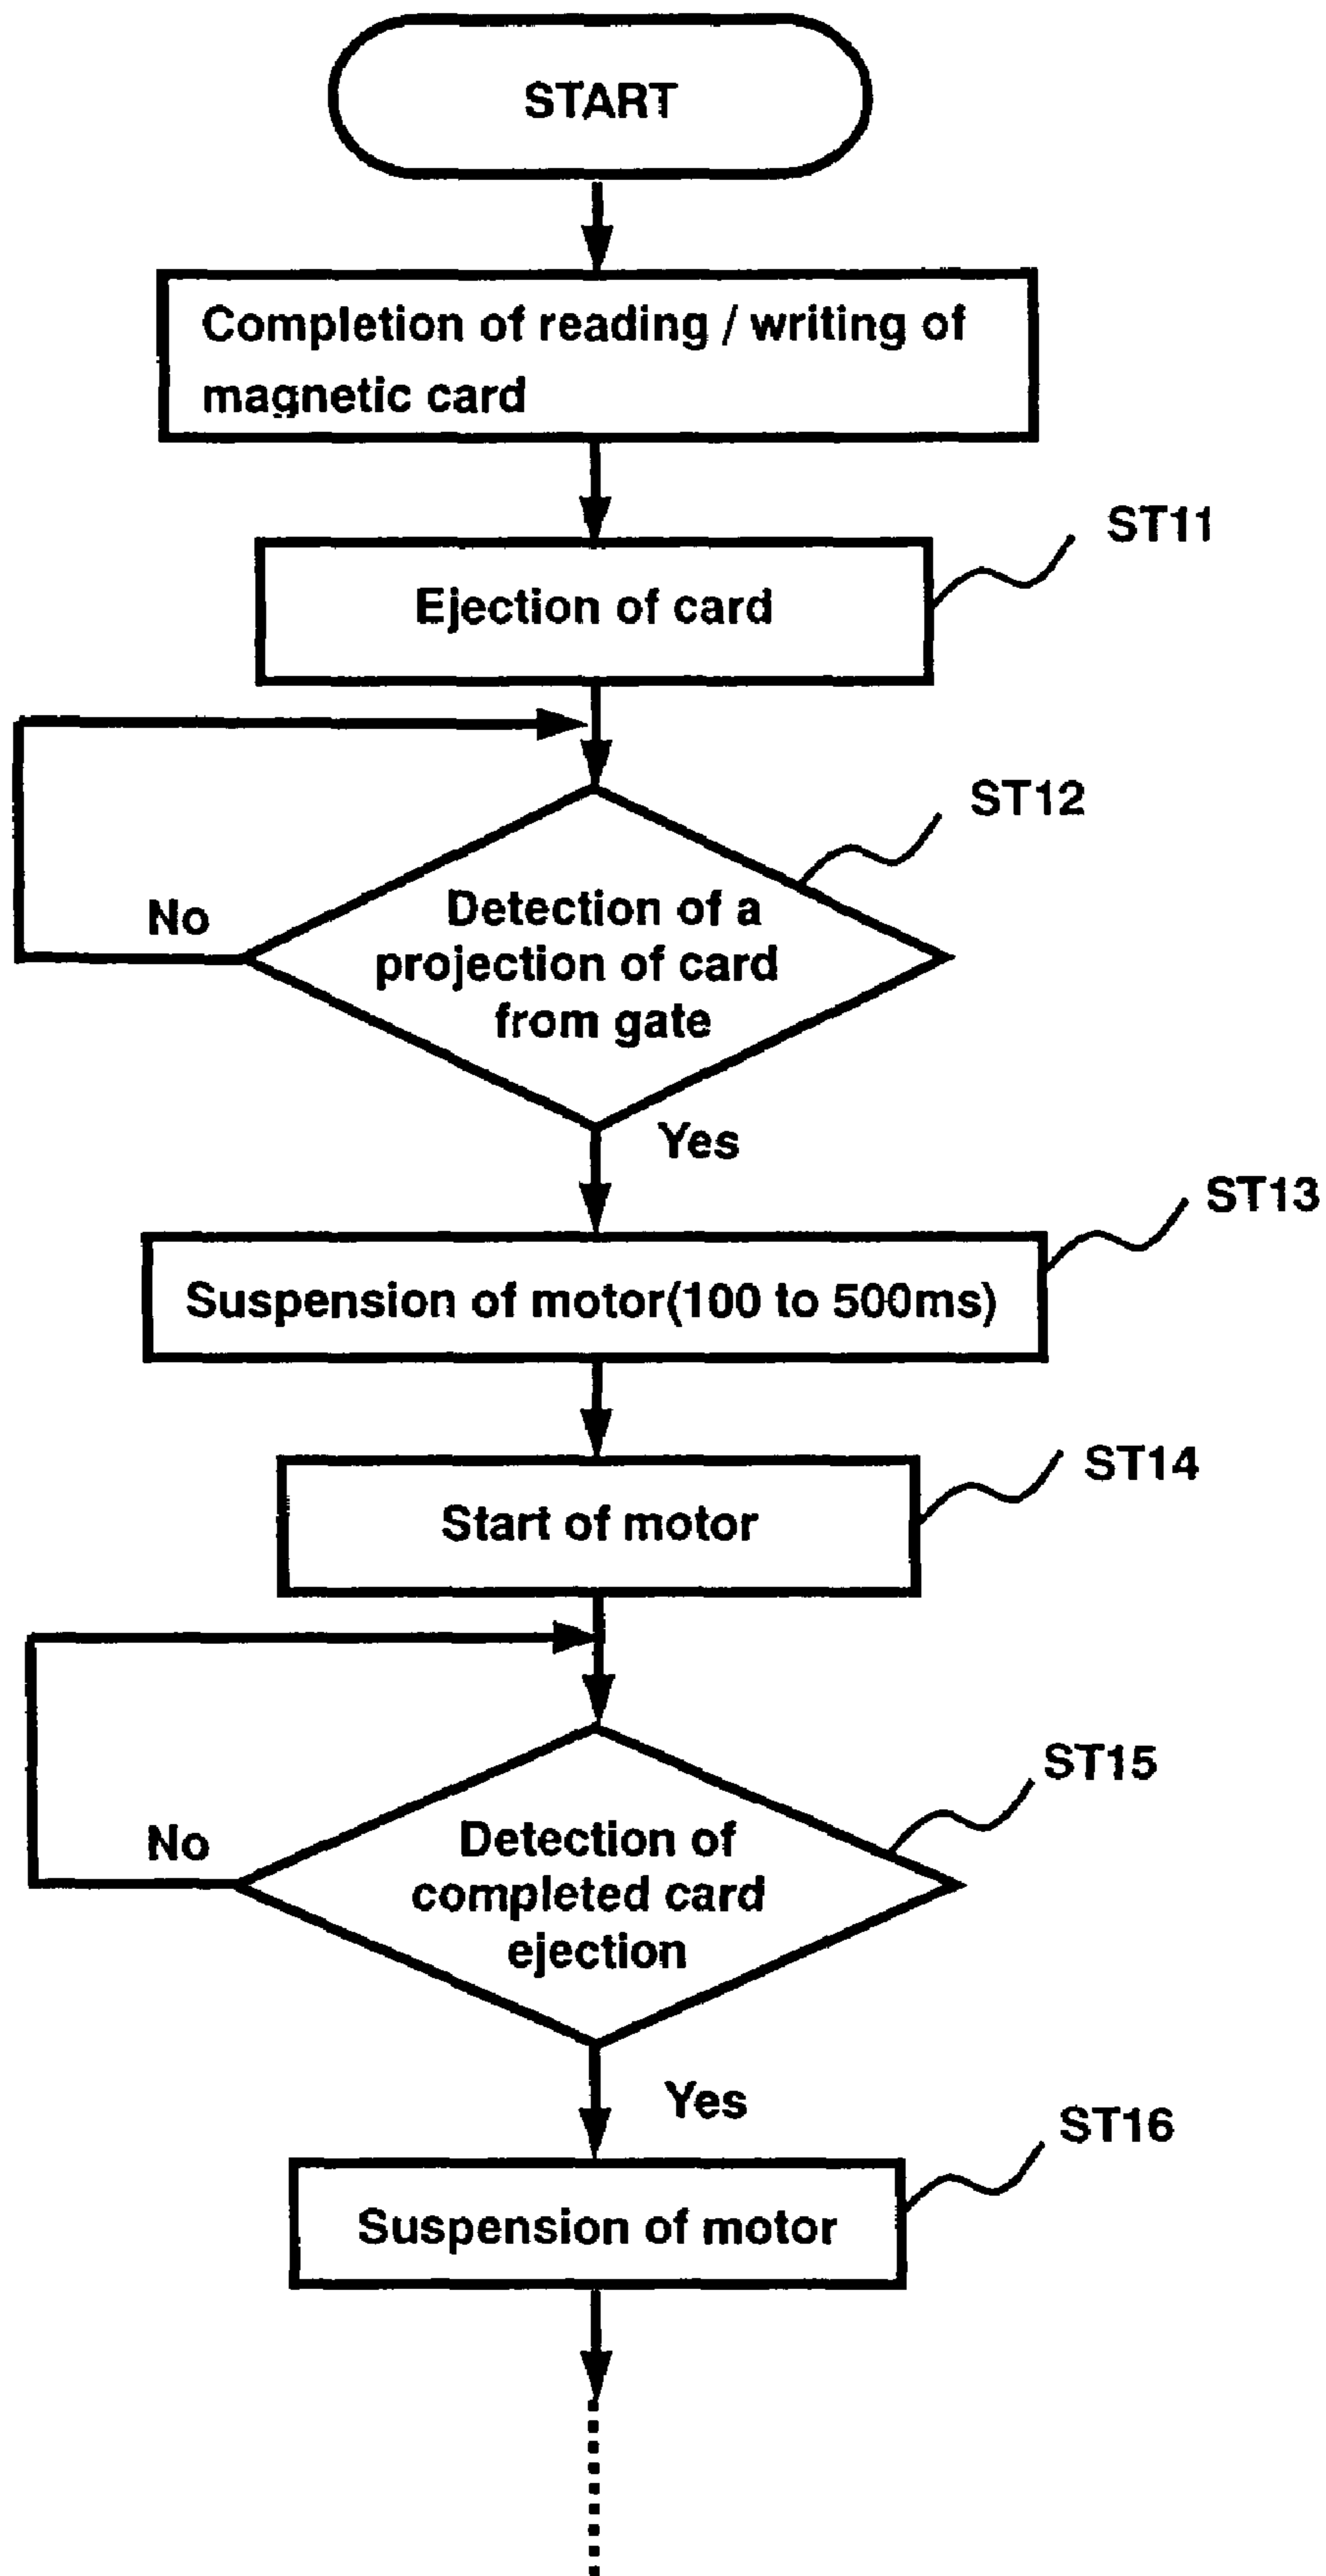 START
Completion of reading / writing of
magnetic card
ST11
Ejection of card
ST12
No
Detection of a
projection of card
from gate
Yes
ST13
Suspension of motor(100 to 500ms)
ST14
Start of motor
ST15
No
Detection of
completed card
ejection
Yes
ST16
Suspension of motor